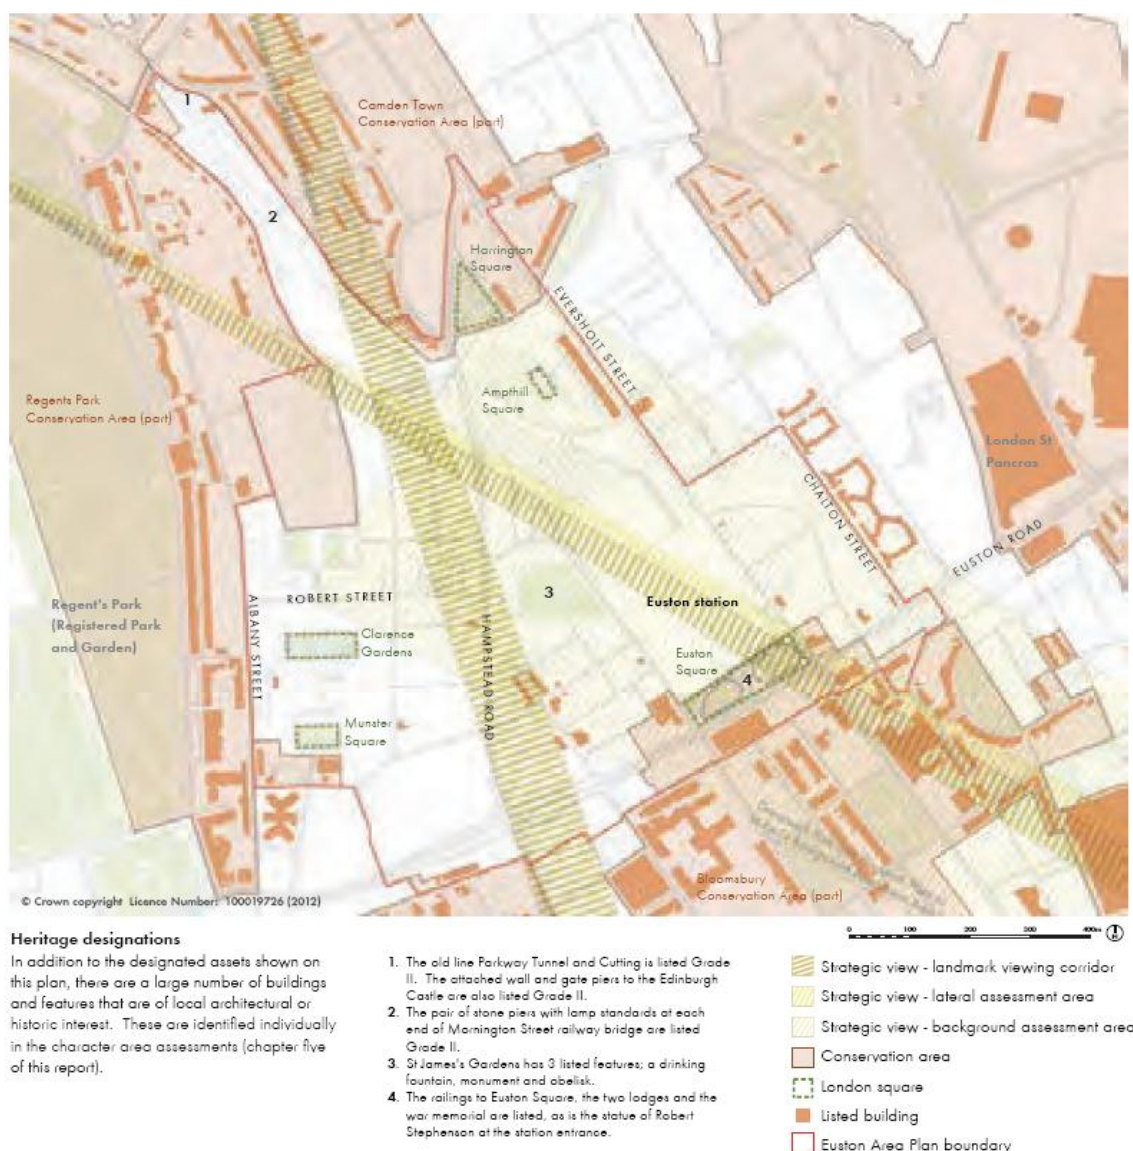 1
Camden Town
Conservation Area (part)
2
Harrington
Square
EVERSHOLT STREET
Ampthill
Square
Regents Park
Conservation Area (part)
London St
Pancras
CHALTON STREET
EUSTON ROAD
Regent's Park
(Registered Park
and Garden)
ALBANY STREET
ROBERT STREET
3
Euston station
Clarence
Gardens
HAMPSTEAD ROAD
Euston
Square
4
Munster
Square
Bloomsbury
Conservation Area (part)
© Crown copyright Licence Number: 100019726 (2012)
0 100 200 300 400m
N
Heritage designations
In addition to the designated assets shown on
this plan, there are a large number of buildings
and features that are of local architectural or
historic interest. These are identified individually
in the character area assessments (chapter five
of this report).
1. The old line Parkway Tunnel and Cutting is listed Grade
II. The attached wall and gate piers to the Edinburgh
Castle are also listed Grade II.
2. The pair of stone piers with lamp standards at each
end of Mornington Street railway bridge are listed
Grade II.
3. St James's Gardens has 3 listed features; a drinking
fountain, monument and obelisk.
4. The railings to Euston Square, the two lodges and the
war memorial are listed, as is the statue of Robert
Stephenson at the station entrance.
Strategic view - landmark viewing corridor
Strategic view - lateral assessment area
Strategic view - background assessment area
Conservation area
London square
Listed building
Euston Area Plan boundary